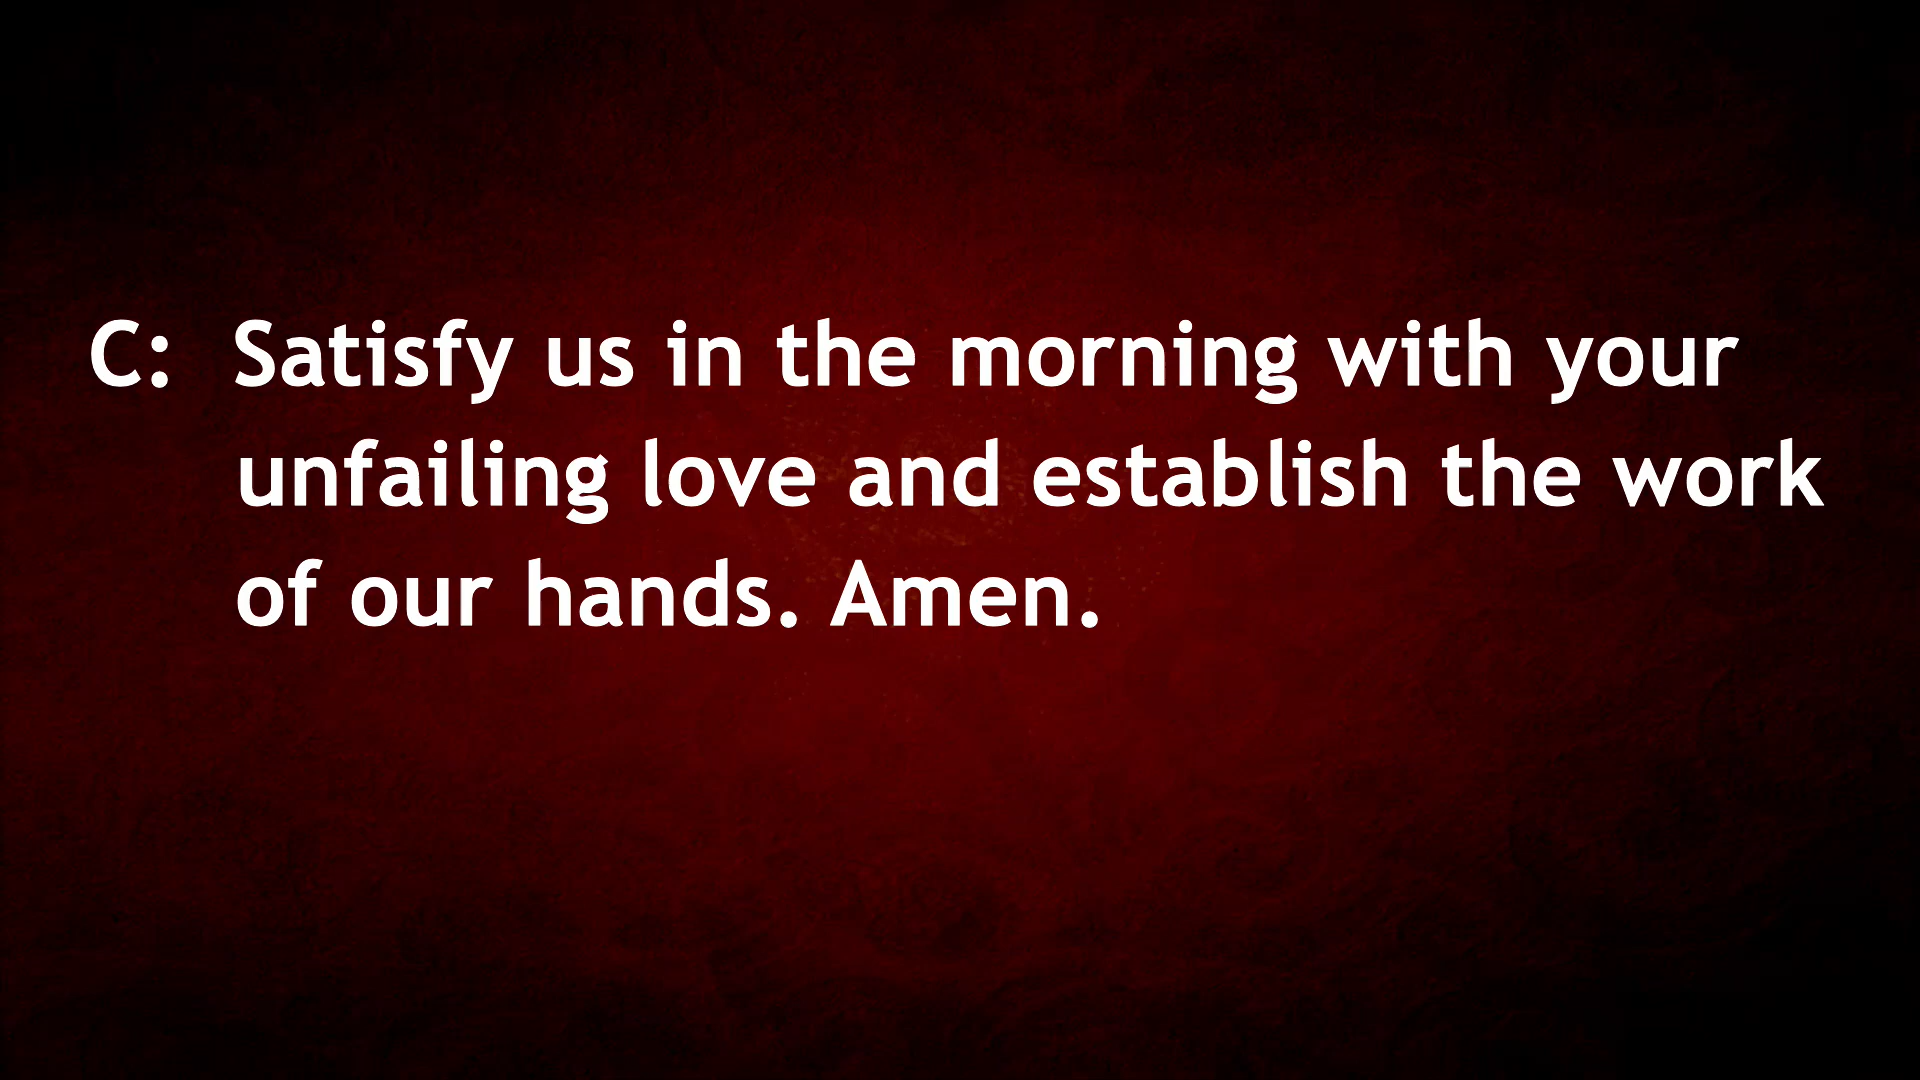 C: Satisfy us in the morning with your
unfailing love and establish the work
of our hands. Amen.